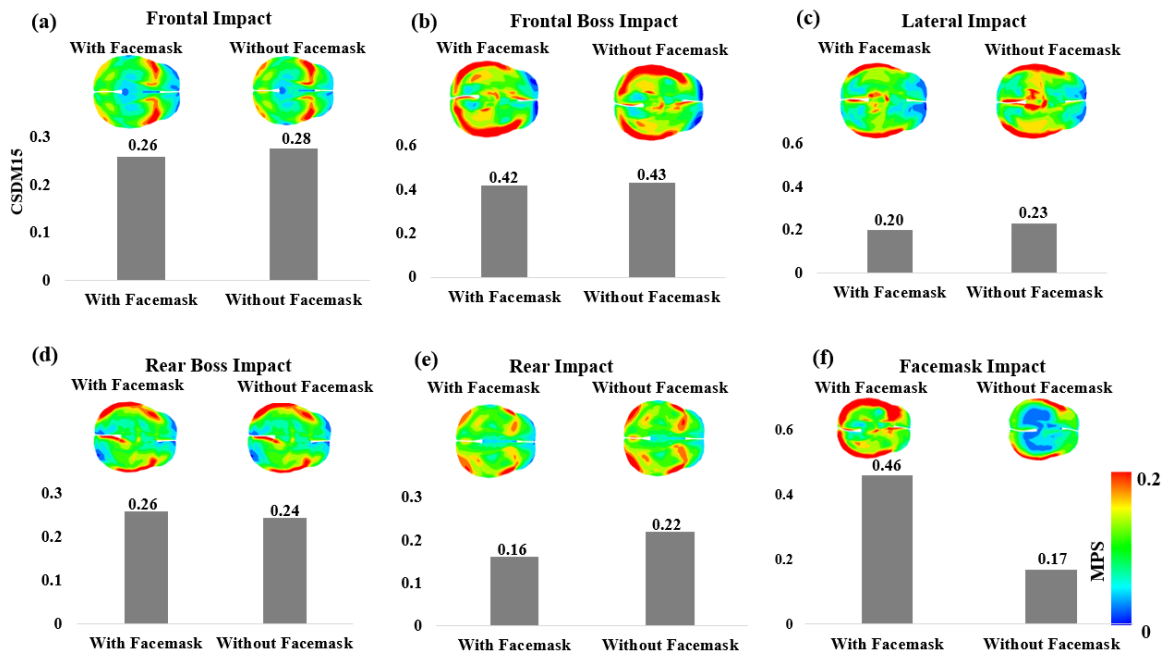 (a)
Frontal Impact
With Facemask
Without Facemask
CSDM15
0.3
0.2
0.1
0
0.26
0.28
With Facemask
Without Facemask
(b)
Frontal Boss Impact
With Facemask
Without Facemask
0.6
0.4
0.2
0
0.42
0.43
With Facemask
Without Facemask
(c)
Lateral Impact
With Facemask
Without Facemask
0.6
0.4
0.2
0
0.20
0.23
With Facemask
Without Facemask
(d)
Rear Boss Impact
With Facemask
Without Facemask
0.3
0.2
0.1
0
0.26
0.24
With Facemask
Without Facemask
(e)
Rear Impact
With Facemask
Without Facemask
0.3
0.2
0.1
0
0.16
0.22
With Facemask
Without Facemask
(f)
Facemask Impact
With Facemask
Without Facemask
0.6
0.4
0.2
0
0.46
0.17
With Facemask
Without Facemask
0.2
MPS
0